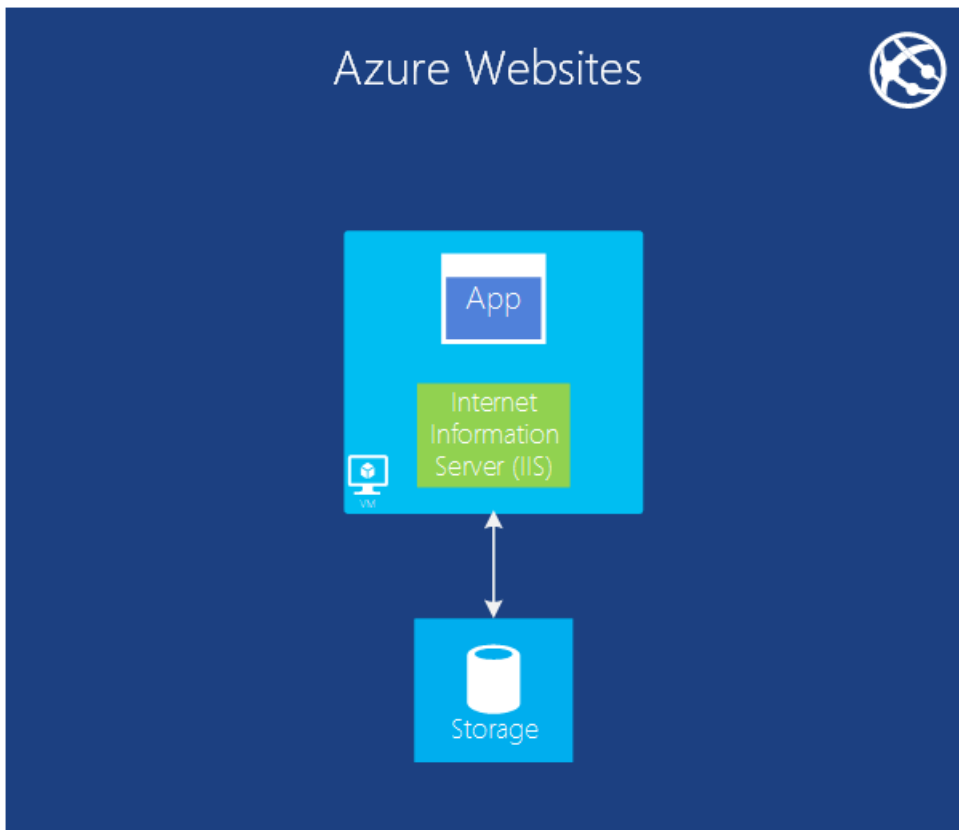 Azure Websites
App
Internet
Information
Server (IIS)
VM
Storage